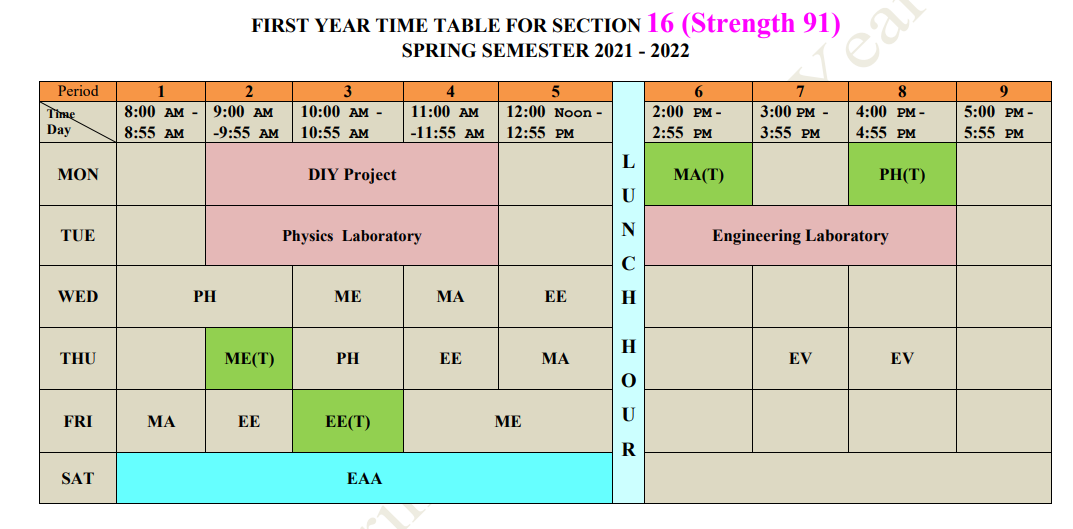 FIRST YEAR TIME TABLE FOR SECTION 16 (Strength 91)
SPRING SEMESTER 2021 - 2022
Period 1 2 3 4 5 6 7 8 9
Time
Day
8:00 AM -
8:55 AM
9:00 AM
-9:55 AM
10:00 AM -
10:55 AM
11:00 AM
-11:55 AM
12:00 Noon -
12:55 PM
2:00 PM-
2:55 PM
3:00 PM-
3:55 PM
4:00 PM-
4:55 PM
5:00 PM-
5:55 PM
LUNCH HOUR
MON DIY Project MA(T) PH(T)
TUE Physics Laboratory Engineering Laboratory
WED PH ME MA EE
THU ME(T) PH EE MA EV EV
FRI MA EE EE(T) ME
SAT EAA